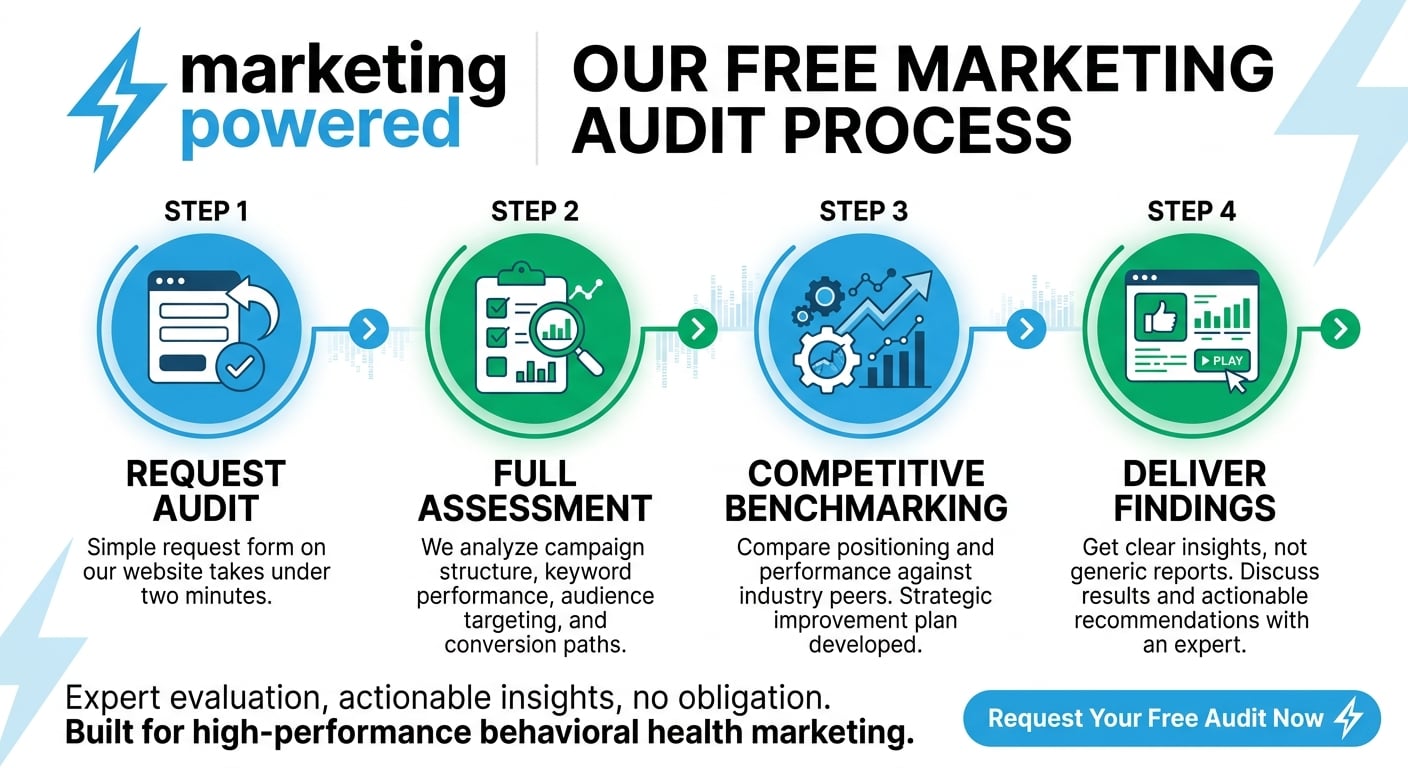 marketing
powered
OUR FREE MARKETING
AUDIT PROCESS
STEP 1
REQUEST
AUDIT
Simple request form on
our website takes under
two minutes.
STEP 2
FULL
ASSESSMENT
We analyze campaign
structure, keyword
performance, audience
targeting, and
conversion paths.
STEP 3
COMPETITIVE
BENCHMARKING
Compare positioning and
performance against
industry peers. Strategic
improvement plan
developed.
STEP 4
PLAY
DELIVER
FINDINGS
Get clear insights, not
generic reports. Discuss
results and actionable
recommendations with
an expert.
Expert evaluation, actionable insights, no obligation.
Built for high-performance behavioral health marketing.
Request Your Free Audit Now